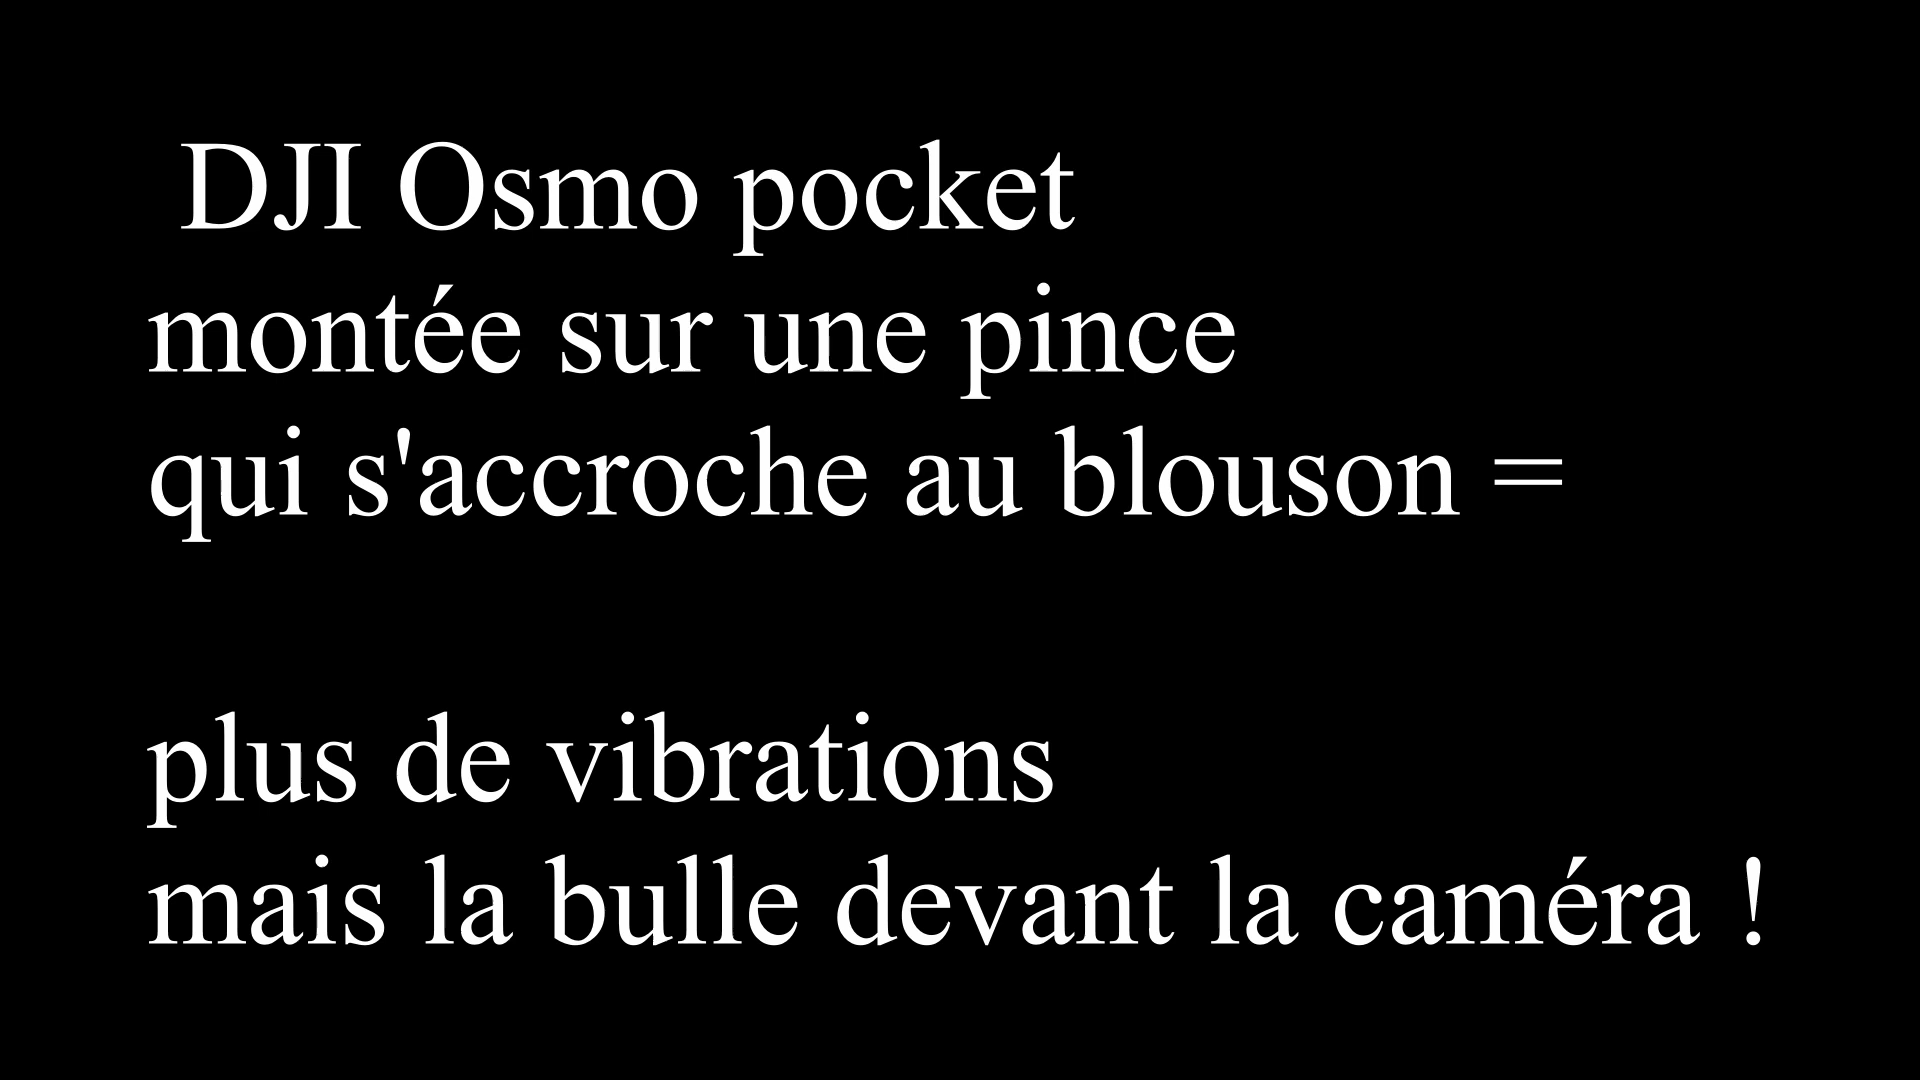 DJI Osmo pocket
montée sur une pince
qui s'accroche au blouson =
plus de vibrations
mais la bulle devant la caméra !